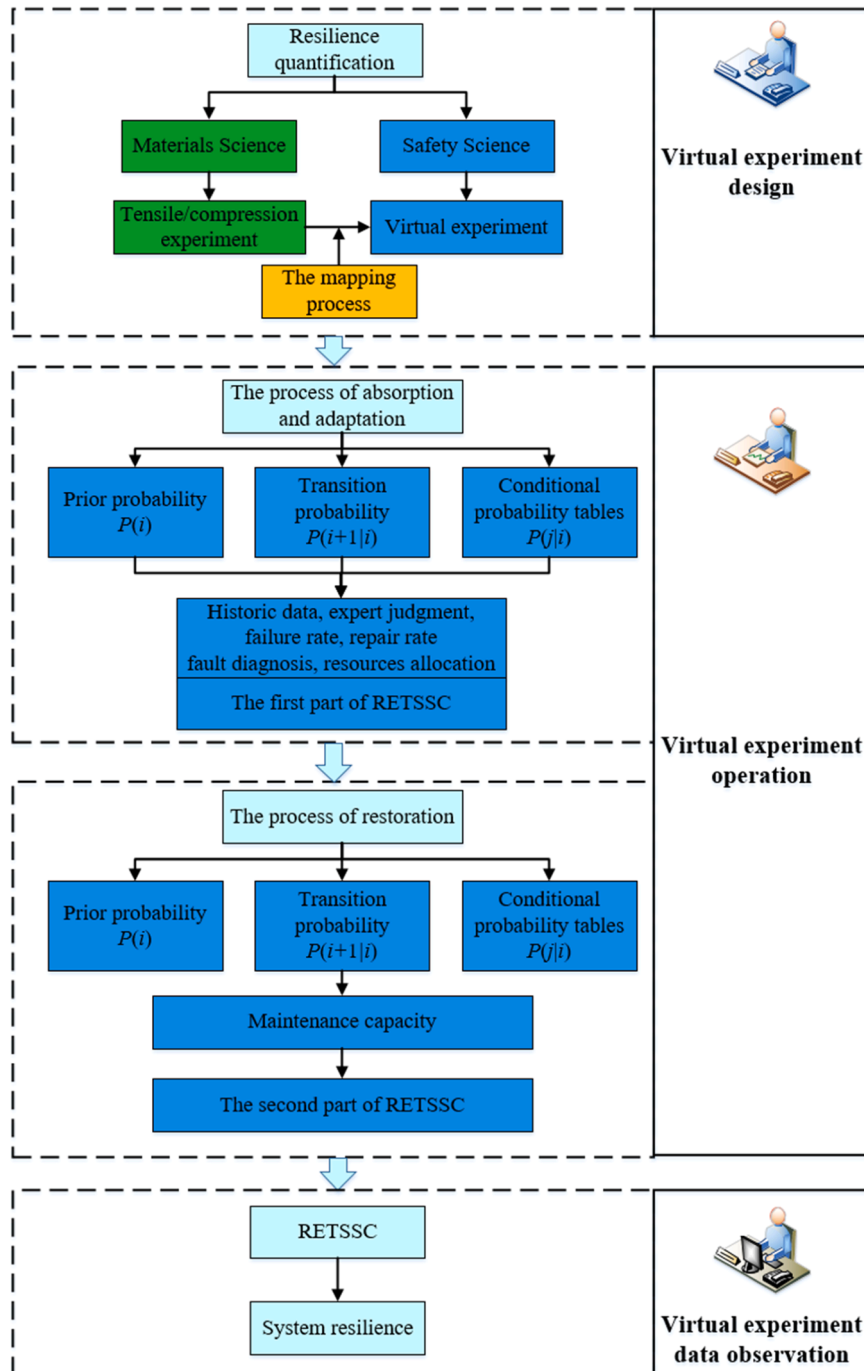 Resilience
quantification
Materials Science
Safety Science
Tensile/compression
experiment
Virtual experiment
The mapping
process
Virtual experiment
design
The process of absorption
and adaptation
Prior probability
P(i)
Transition
probability
P(i+1|i)
Conditional
probability tables
P(j|i)
Historic data, expert judgment,
failure rate, repair rate
fault diagnosis, resources allocation
The first part of RETSSC
Virtual experiment
operation
The process of restoration
Prior probability
P(i)
Transition
probability
P(i+1|i)
Conditional
probability tables
P(j|i)
Maintenance capacity
The second part of RETSSC
RETSSC
System resilience
Virtual experiment
data observation